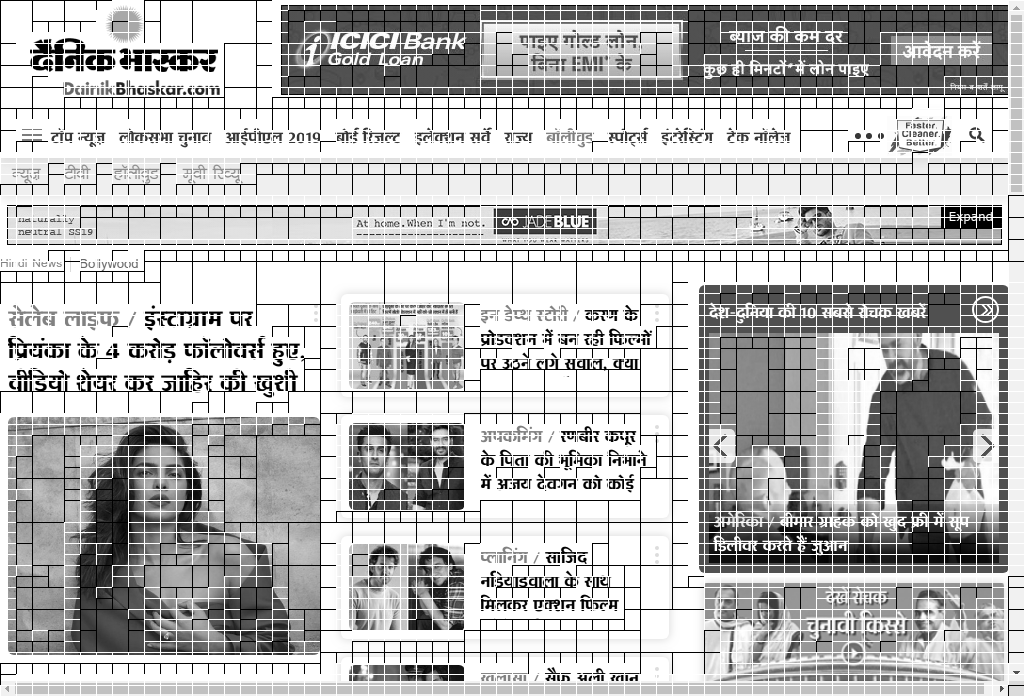 दैनिक भास्कर
DainikBhaskar.com
ICICI Bank
Gold Loan
पाइए गोल्ड लोन
बिना EMI* के
ब्याज की कम दर
कुछ ही मिनटों* में लोन पाइए
आवेदन करें
टॉप न्यूज़ लोकसभा चुनाव आईपीएल 2019 बोर्ड रिजल्ट इलेक्शन सर्वे राज्य बॉलीवुड स्पोर्ट्स इंटरेस्टिंग टेक नॉलेज
Faster.
Cleaner.
Better.
न्यूज़ टीवी हॉलीवुड मूवी रिव्यू
naturally
neutral SS19
At home.When I'm not.
JADEBLUE
Expand
Hindi News Bollywood
सेलेब लाइफ / इंस्टाग्राम पर
प्रियंका के 4 करोड़ फॉलोवर्स हुए,
वीडियो शेयर कर जाहिर की खुशी
इन डेप्थ स्टोरी / करण के
प्रोडक्शन में बन रही फिल्मों
पर उठने लगे सवाल, क्या
अपकमिंग / रणबीर कपूर
के पिता की भूमिका निभाने
में अजय देवगन को कोई
प्लानिंग / साजिद
नडियाडवाला के साथ
मिलकर एक्शन फिल्म
खुलासा / सैफ अली खान
देश-दुनिया की 10 सबसे रोचक खबरें
अमेरिका / बीमार ग्राहक को खुद फ्री में सूप
डिलीवर करते हैं जुआन
देखें रोचक
चुनावी किस्से